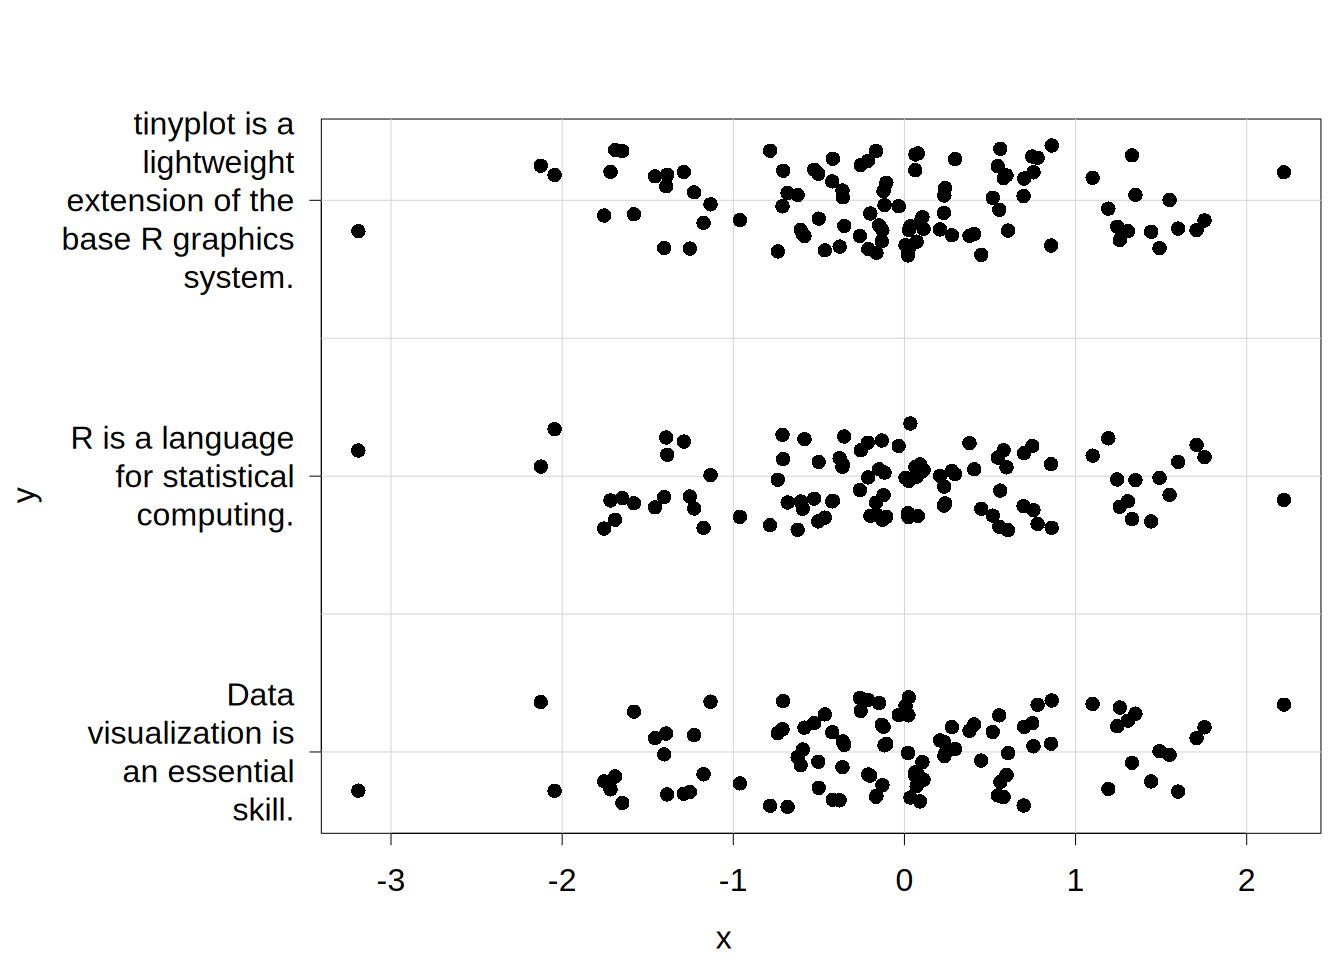 tinyplot is a
lightweight
extension of the
base R graphics
system.
R is a language
for statistical
computing.
y
Data
visualization is
an essential
skill.
-3 -2 -1 0 1 2
x